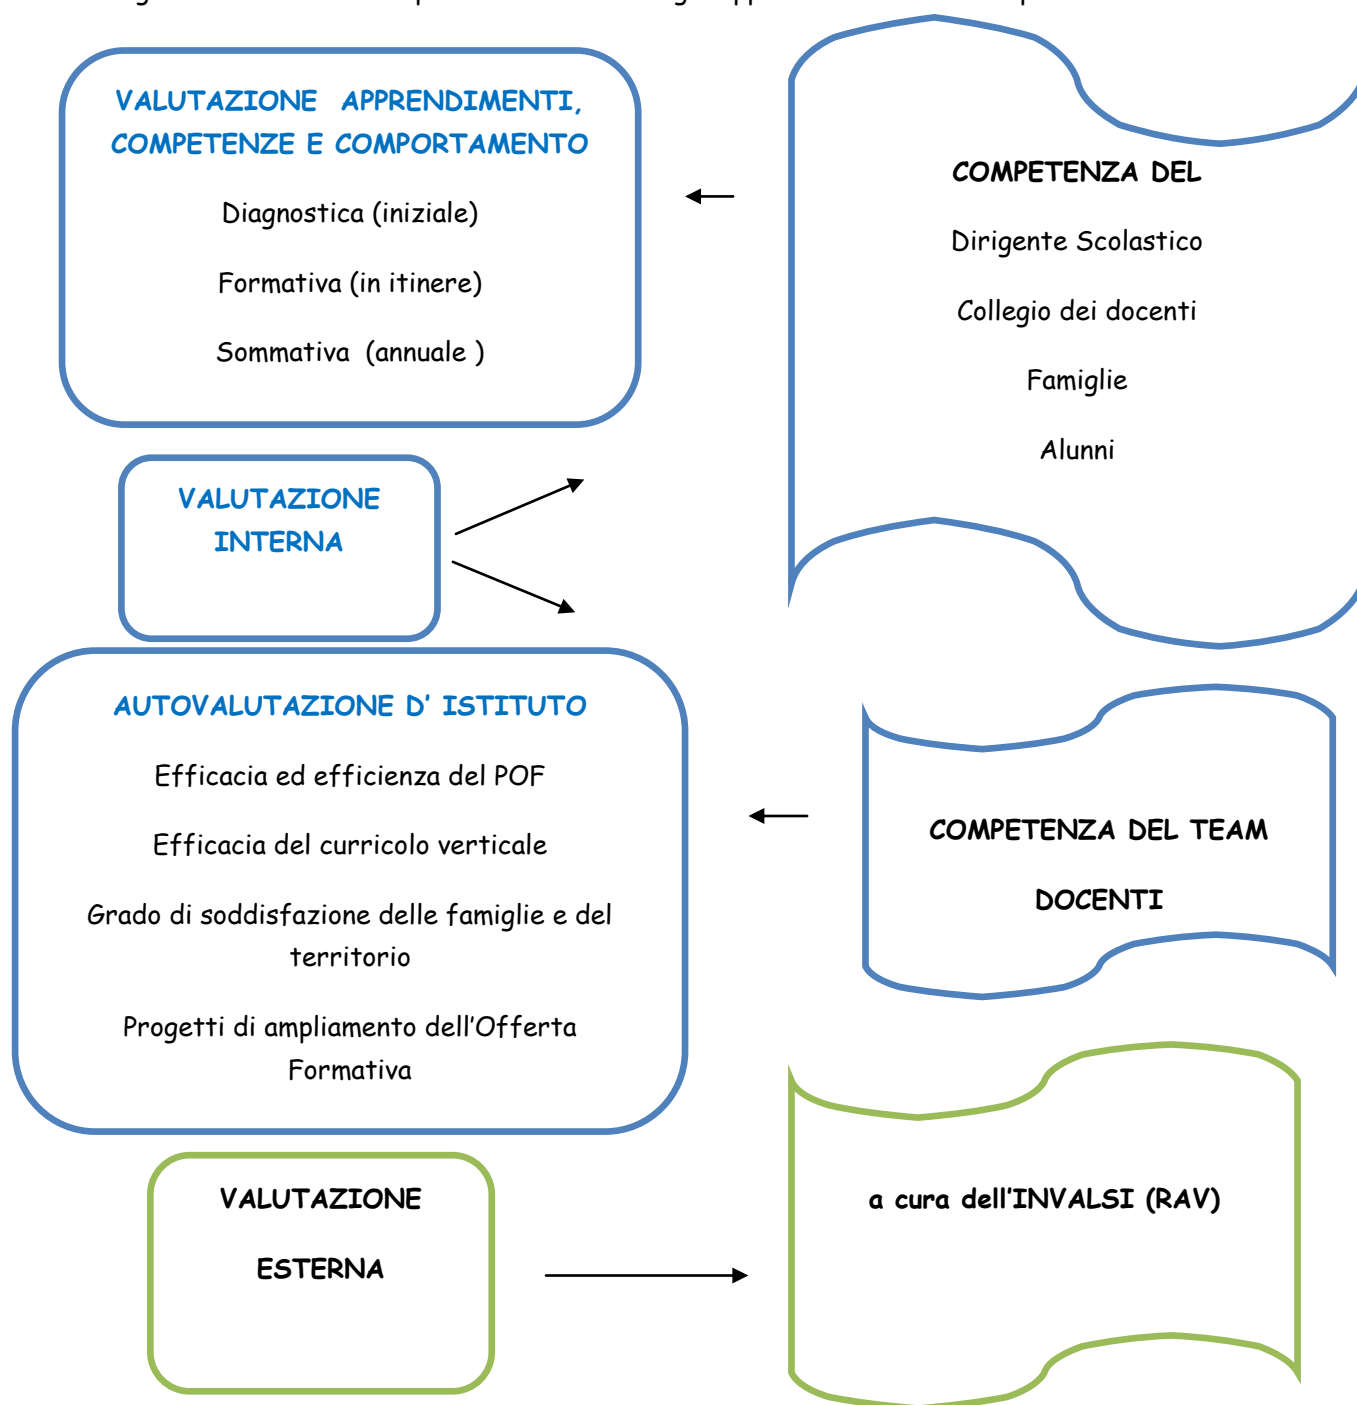 VALUTAZIONE APPRENDIMENTI,
COMPETENZE E COMPORTAMENTO
Diagnostica (iniziale)
Formativa (in itinere)
Sommativa (annuale )
COMPETENZA DEL
Dirigente Scolastico
Collegio dei docenti
Famiglie
Alunni
VALUTAZIONE
INTERNA
AUTOVALUTAZIONE D' ISTITUTO
Efficacia ed efficienza del POF
Efficacia del curricolo verticale
Grado di soddisfazione delle famiglie e del
territorio
Progetti di ampliamento dell'Offerta
Formativa
COMPETENZA DEL TEAM
DOCENTI
VALUTAZIONE
ESTERNA
a cura dell'INVALSI (RAV)